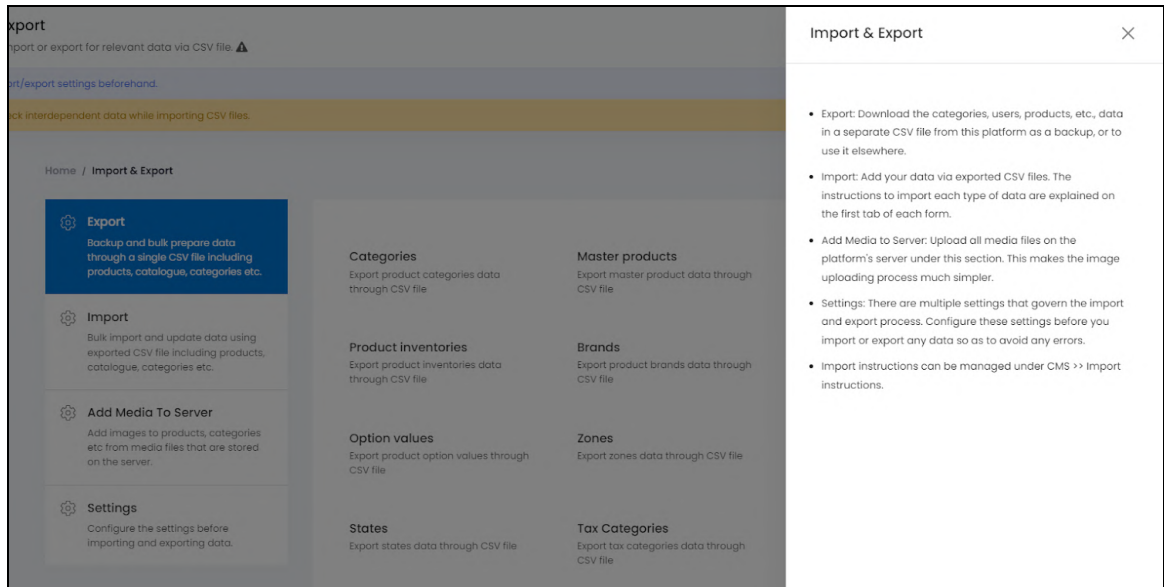 xport
nport or export for relevant data via CSV file.
ort/export settings beforehand.
eck interdependent data while importing CSV files.
Home / Import & Export
Export
Backup and bulk prepare data
through a single CSV file including
products, catalogue, categories etc.
Import
Bulk import and update data using
exported CSV file including products,
catalogue, categories etc.
Add Media To Server
Add images to products, categories
etc from media files that are stored
on the server.
Settings
Configure the settings before
importing and exporting data.
Categories
Export product categories data
through CSV file
Master products
Export master product data through
CSV file
Product inventories
Export product inventories data
through CSV file
Brands
Export product brands data through
CSV file
Option values
Export product option values through
CSV file
Zones
Export zones data through CSV file
States
Export states data through CSV file
Tax Categories
Export tax categories data through
CSV file
Import & Export
• Export: Download the categories, users, products, etc., data
in a separate CSV file from this platform as a backup, or to
use it elsewhere.
• Import: Add your data via exported CSV files. The
instructions to import each type of data are explained on
the first tab of each form.
• Add Media to Server: Upload all media files on the
platform's server under this section. This makes the image
uploading process much simpler.
• Settings: There are multiple settings that govern the import
and export process. Configure these settings before you
import or export any data so as to avoid any errors.
• Import instructions can be managed under CMS >> Import
instructions.